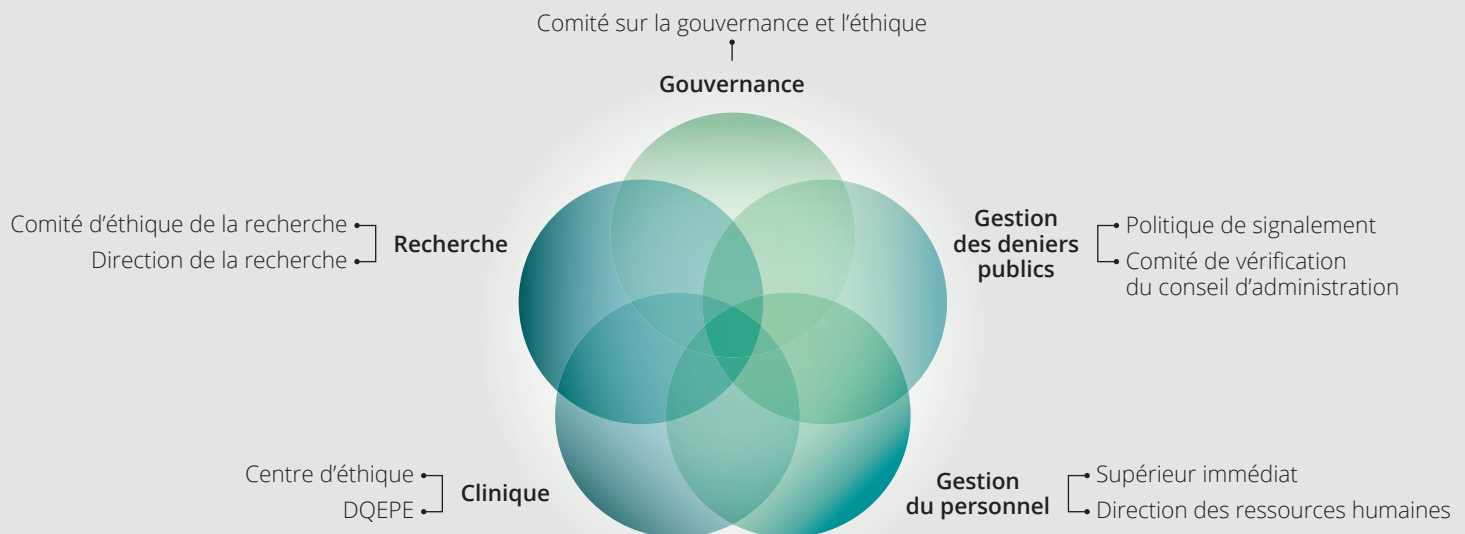 Comité sur la gouvernance et l’éthique
Gouvernance
Comité d’éthique de la recherche
Direction de la recherche
Recherche
Gestion
des deniers
publics
Politique de signalement
Comité de vérification
du conseil d’administration
Centre d’éthique
DQEPE
Clinique
Gestion
du personnel
Supérieur immédiat
Direction des ressources humaines